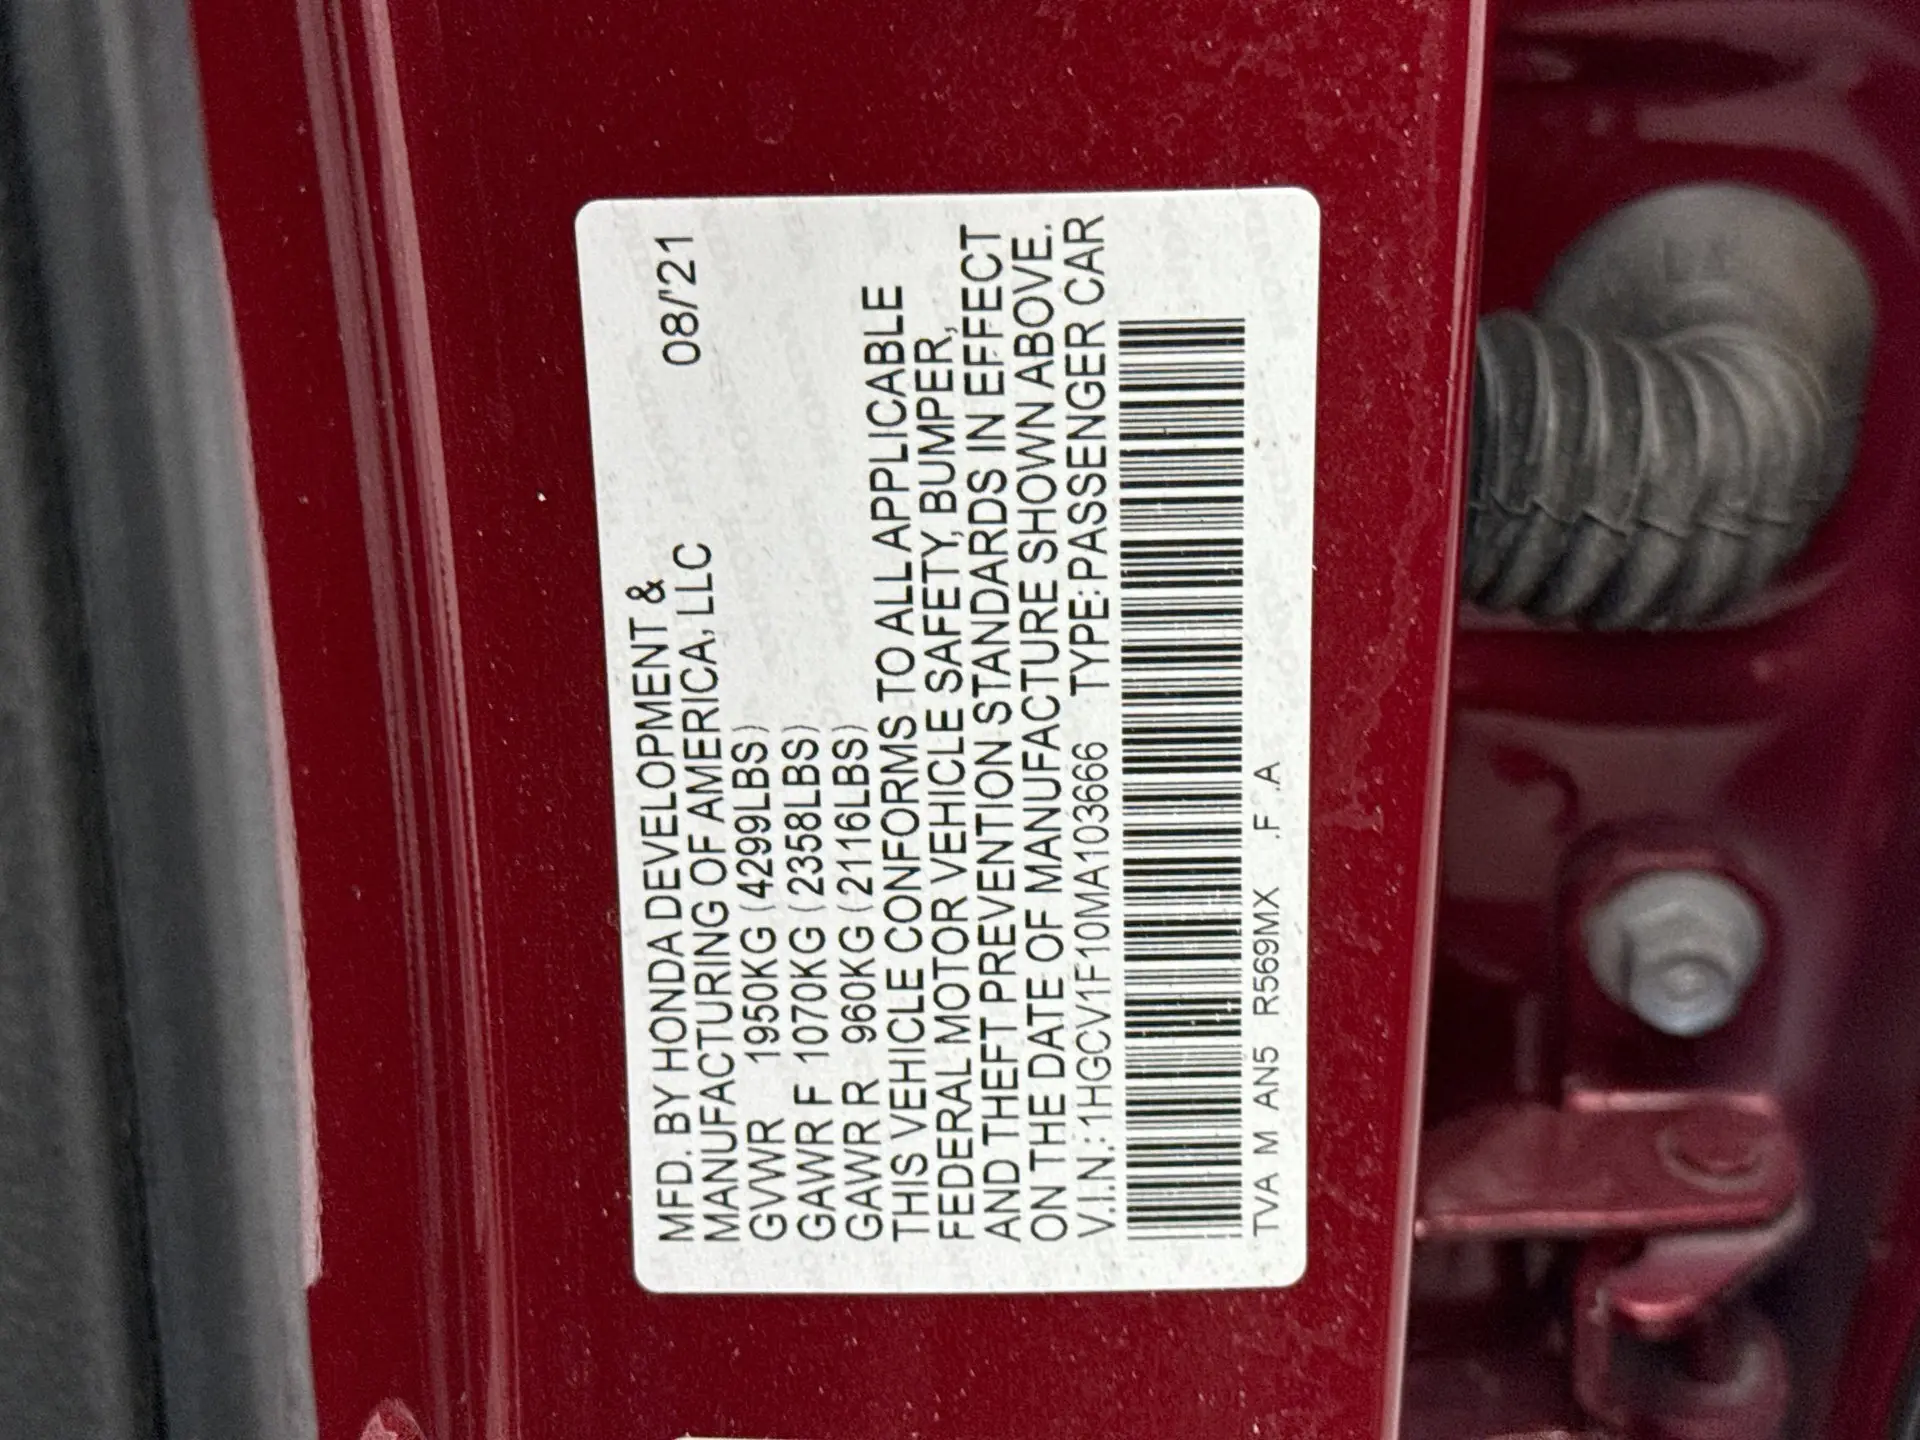 MFD. BY HONDA DEVELOPMENT &
MANUFACTURING OF AMERICA, LLC 08/'21
GVWR 1950KG (4299LBS)
GAWR F 1070KG (2358LBS)
GAWR R 960KG (2116LBS)
THIS VEHICLE CONFORMS TO ALL APPLICABLE
FEDERAL MOTOR VEHICLE SAFETY, BUMPER,
AND THEFT PREVENTION STANDARDS IN EFFECT
ON THE DATE OF MANUFACTURE SHOWN ABOVE.
V.I.N.: 1HGCV1F10MA103666 TYPE: PASSENGER CAR
TVA M AN5 R569MX .F .A